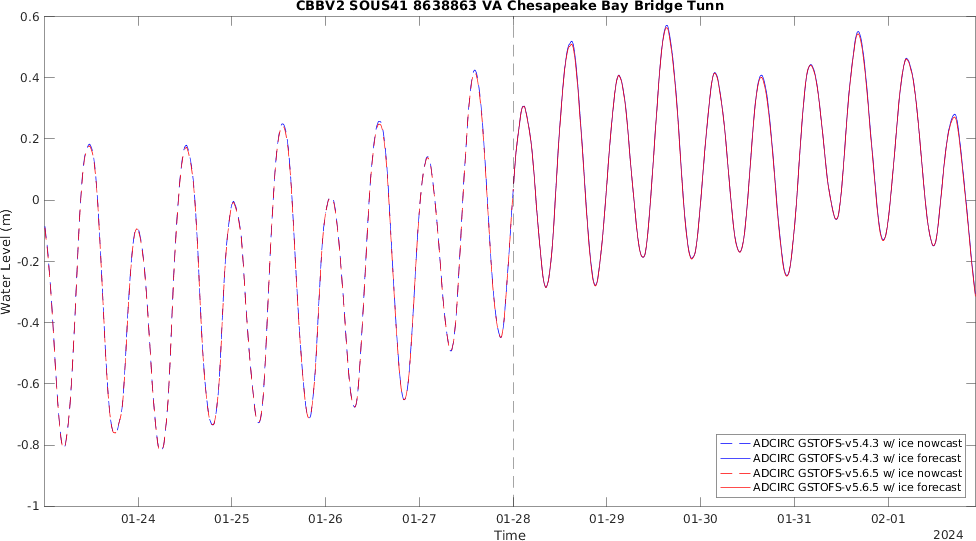 CBBV2 SOUS41 8638863 VA Chesapeake Bay Bridge Tunn
0.6
0.4
0.2
0
-0.2
-0.4
-0.6
-0.8
-1
Water Level (m)
ADCIRC GSTOFS-v5.4.3 w/ ice nowcast
ADCIRC GSTOFS-v5.4.3 w/ ice forecast
ADCIRC GSTOFS-v5.6.5 w/ ice nowcast
ADCIRC GSTOFS-v5.6.5 w/ ice forecast
01-24 01-25 01-26 01-27 01-28 01-29 01-30 01-31 02-01
Time
2024